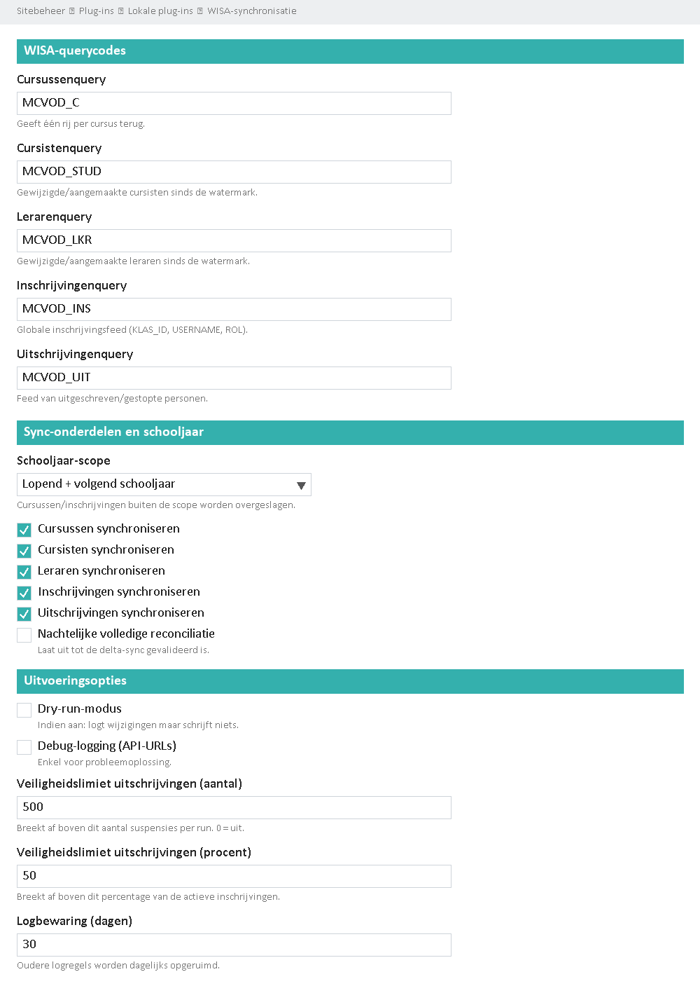 Sitebeheer Plug-ins Lokale plug-ins WISA-synchronisatie
WISA-querycodes
Cursussenquery
MCVOD_C
Geeft één rij per cursus terug.
Cursistenquery
MCVOD_STUD
Gewijzigde/aangemaakte cursisten sinds de watermark.
Lerarenquery
MCVOD_LKR
Gewijzigde/aangemaakte leraren sinds de watermark.
Inschrijvingenquery
MCVOD_INS
Globale inschrijvingsfeed (KLAS_ID, USERNAME, ROL).
Uitschrijvingenquery
MCVOD_UIT
Feed van uitgeschreven/gestopte personen.
Sync-onderdelen en schooljaar
Schooljaar-scope
Lopend + volgend schooljaar
Cursussen/inschrijvingen buiten de scope worden overgeslagen.
Cursussen synchroniseren
Cursisten synchroniseren
Leraren synchroniseren
Inschrijvingen synchroniseren
Uitschrijvingen synchroniseren
Nachtelijke volledige reconciliatie
Laat uit tot de delta-sync gevalideerd is.
Uitvoeringsopties
Dry-run-modus
Indien aan: logt wijzigingen maar schrijft niets.
Debug-logging (API-URLs)
Enkel voor probleemoplossing.
Veiligheidslimiet uitschrijvingen (aantal)
500
Breekt af boven dit aantal suspensies per run. 0 = uit.
Veiligheidslimiet uitschrijvingen (procent)
50
Breekt af boven dit percentage van de actieve inschrijvingen.
Logbewaring (dagen)
30
Oudere logregels worden dagelijks opgeruimd.